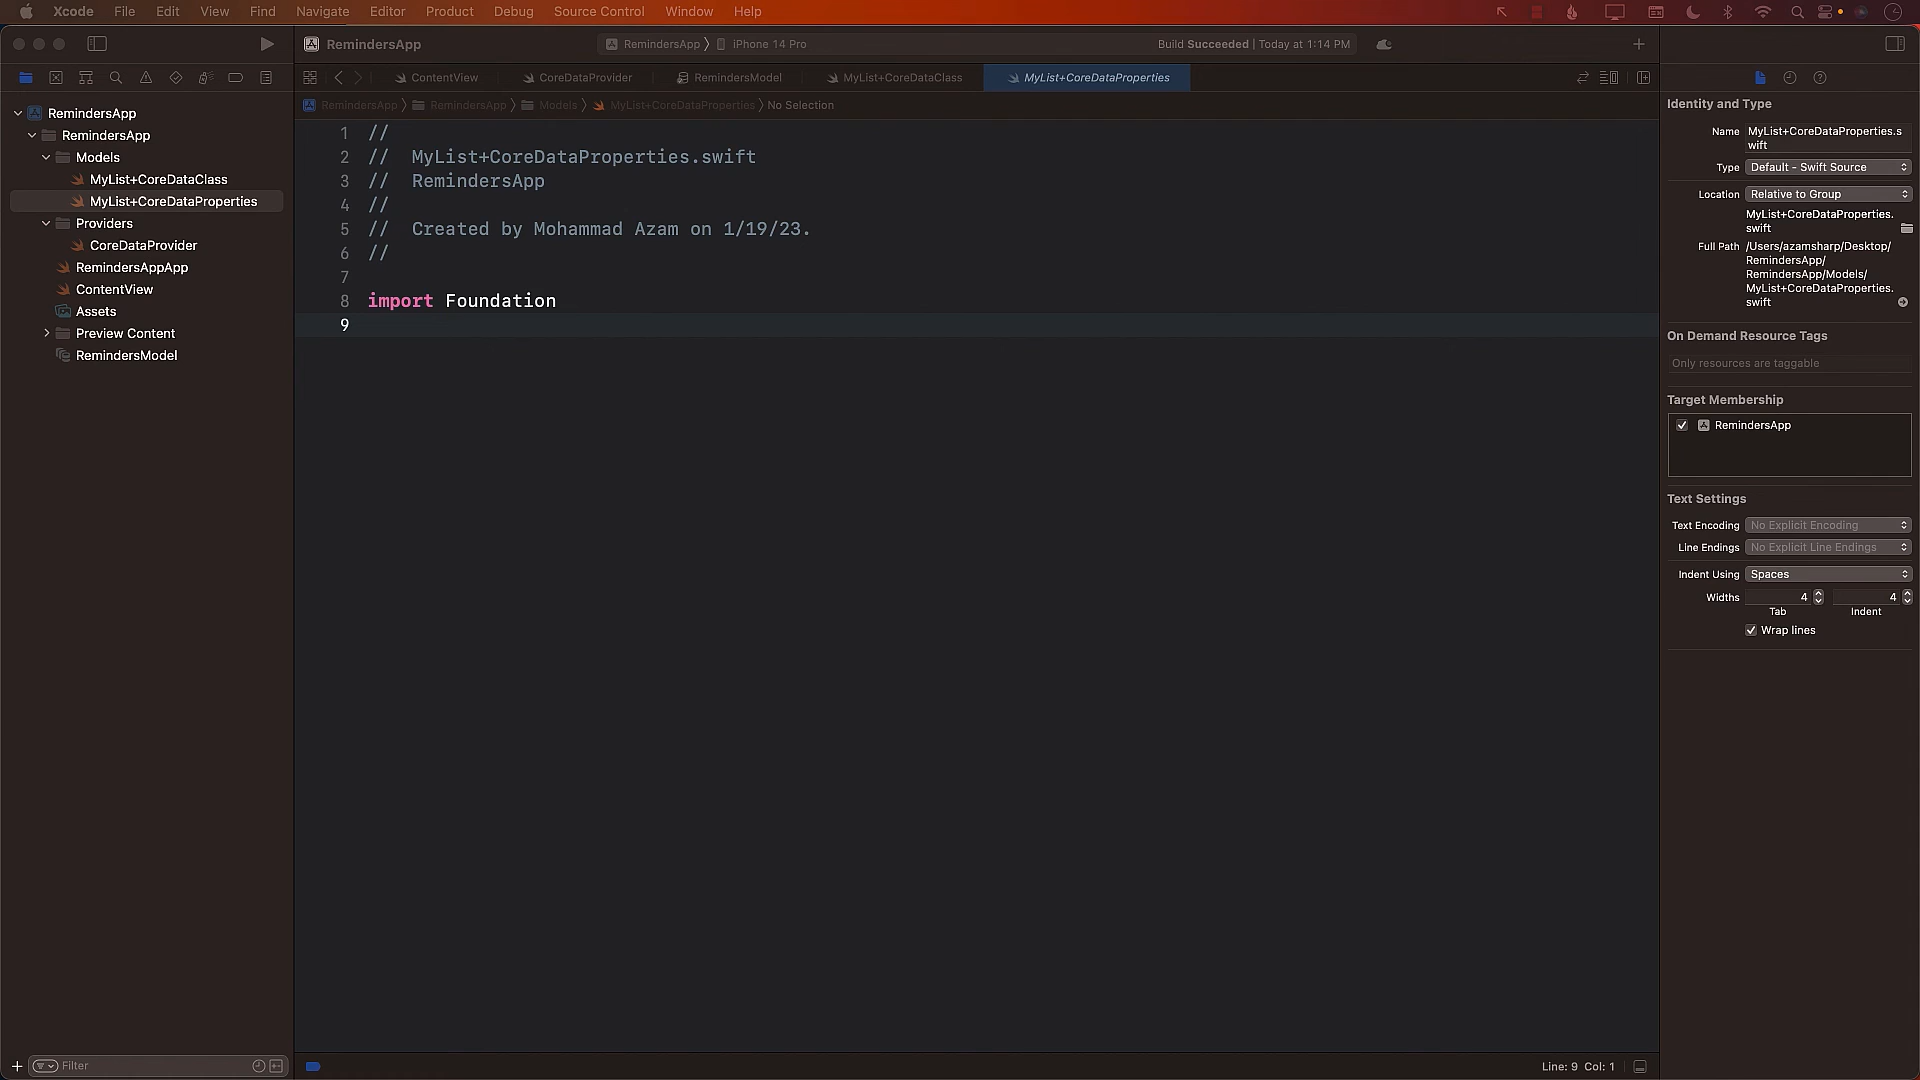 Xcode File Edit View Find Navigate Editor Product Debug Source Control Window Help
RemindersApp
RemindersApp 〉 iPhone 14 Pro
Build Succeeded | Today at 1:14 PM
ContentView CoreDataProvider RemindersModel MyList+CoreDataClass MyList+CoreDataProperties
RemindersApp 〉 RemindersApp 〉 Models 〉 MyList+CoreDataProperties 〉 No Selection
RemindersApp
RemindersApp
Models
MyList+CoreDataClass
MyList+CoreDataProperties
Providers
CoreDataProvider
RemindersAppApp
ContentView
Assets
Preview Content
RemindersModel
Filter
1 //
2 //  MyList+CoreDataProperties.swift
3 //  RemindersApp
4 //
5 //  Created by Mohammad Azam on 1/19/23.
6 //
7
8 import Foundation
9
Line: 9 Col: 1
Identity and Type
Name MyList+CoreDataProperties.s
wift
Type Default - Swift Source
Location Relative to Group
MyList+CoreDataProperties.
swift
Full Path /Users/azamsharp/Desktop/
RemindersApp/
RemindersApp/Models/
MyList+CoreDataProperties.
swift
On Demand Resource Tags
Only resources are taggable
Target Membership
RemindersApp
Text Settings
Text Encoding No Explicit Encoding
Line Endings No Explicit Line Endings
Indent Using Spaces
Widths 4 4
Tab Indent
Wrap lines